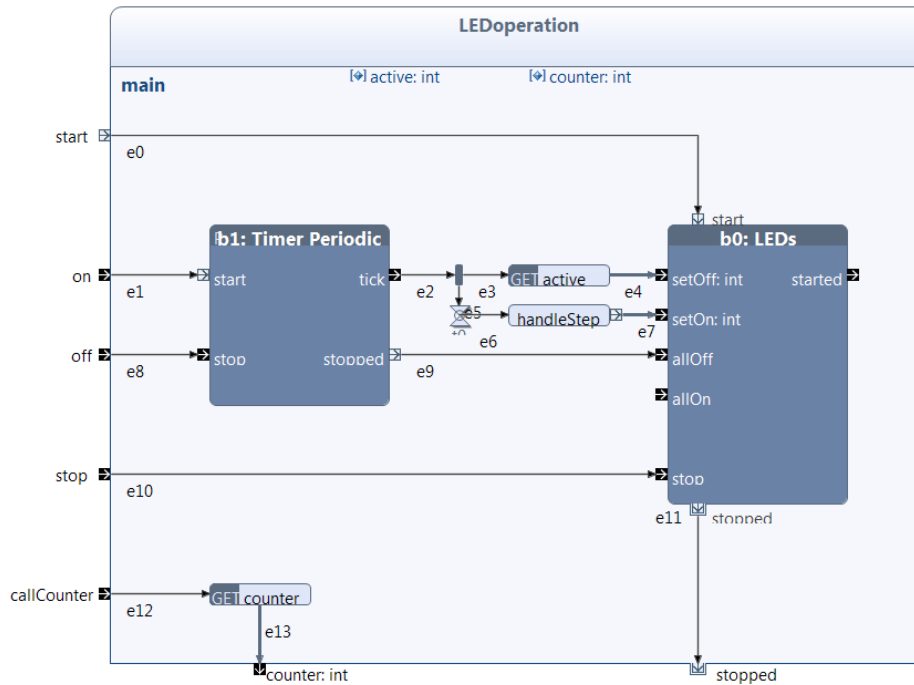 LEDoperation
main
active: int
counter: int
start
e0
start
b1: Timer Periodic
b0: LEDs
on
e1
start
tick
e2
e3
GET active
e4
setOff: int
started
e5
t0
e6
handleStep
e7
setOn: int
off
e8
stop
stopped
e9
allOff
allOn
stop
e10
stop
e11
stopped
callCounter
e12
GET counter
e13
counter: int
stopped